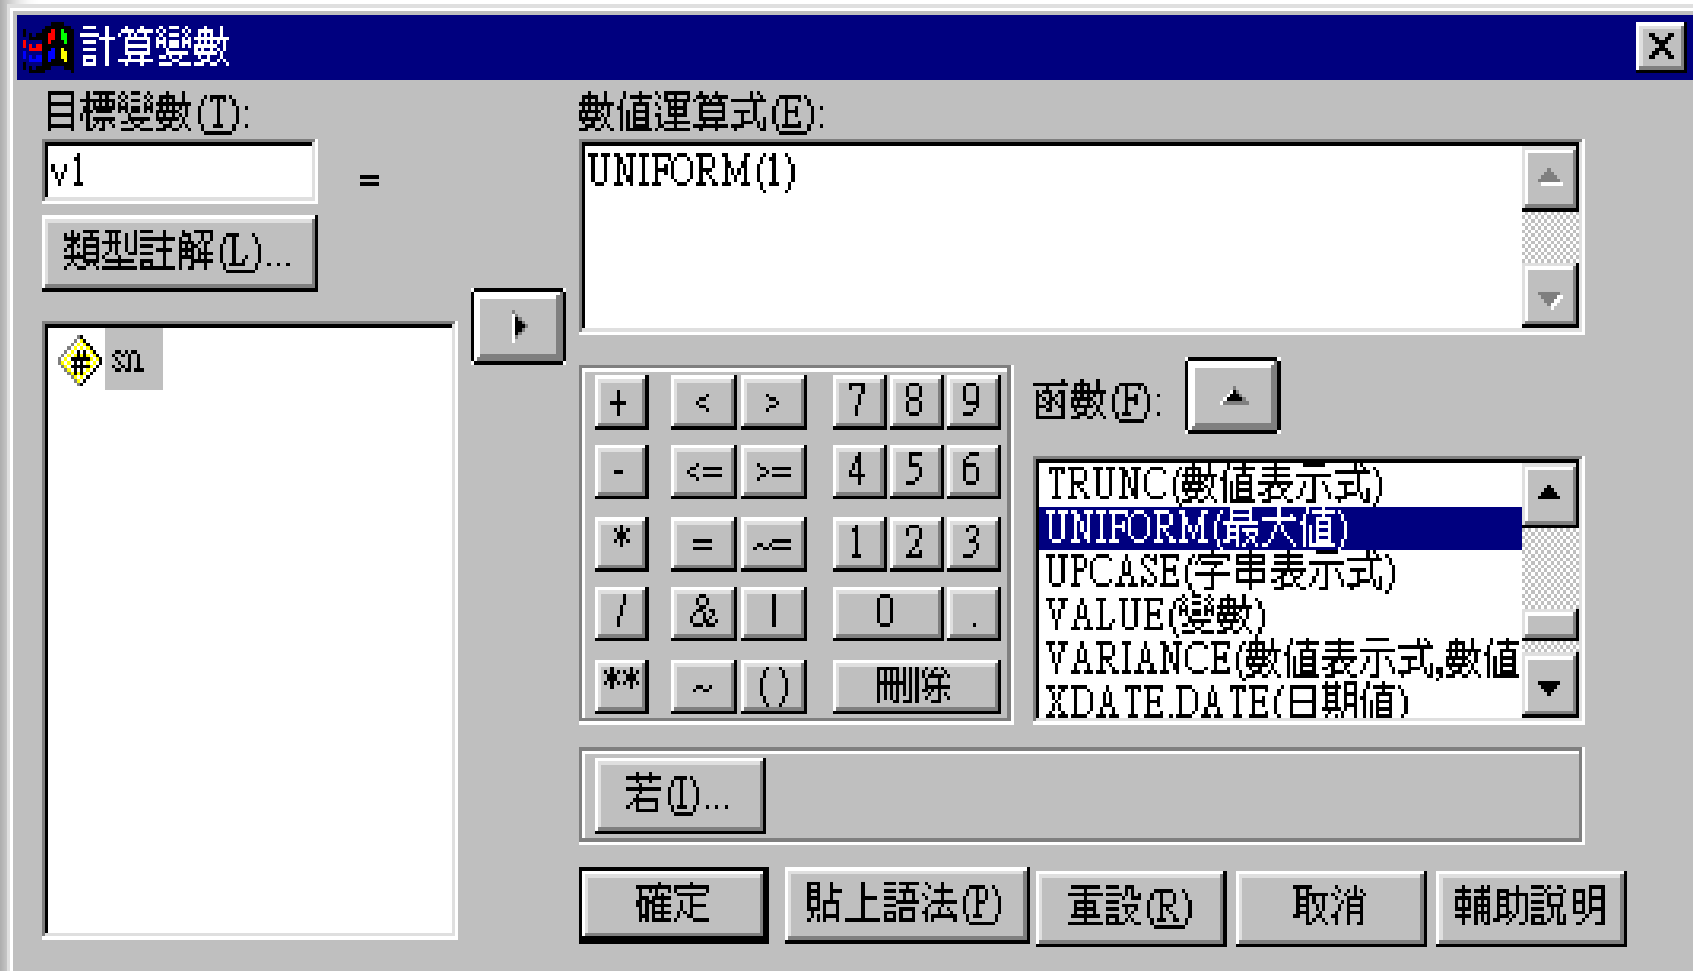 計算變數
目標變數(T):
v1
=
類型註解(L)...
sn
數值運算式(E):
UNIFORM(1)
+ < > 7 8 9
- <= >= 4 5 6
* = ~= 1 2 3
/ & | 0 .
** ~ () 刪除
函數(F):
TRUNC(數值表示式)
UNIFORM(最大值)
UPCASE(字串表示式)
VALUE(變數)
VARIANCE(數值表示式,數值
XDATE.DATE(日期值)
若(I)...
確定 貼上語法(P) 重設(R) 取消 輔助說明